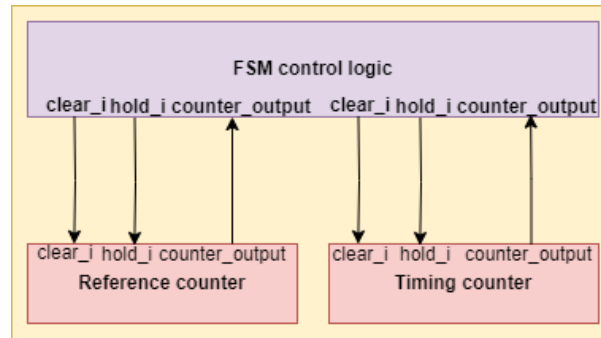 FSM control logic
clear_i hold_i counter_output clear_i hold_i counter_output
clear_i hold_i counter_output clear_i hold_i counter_output
Reference counter Timing counter